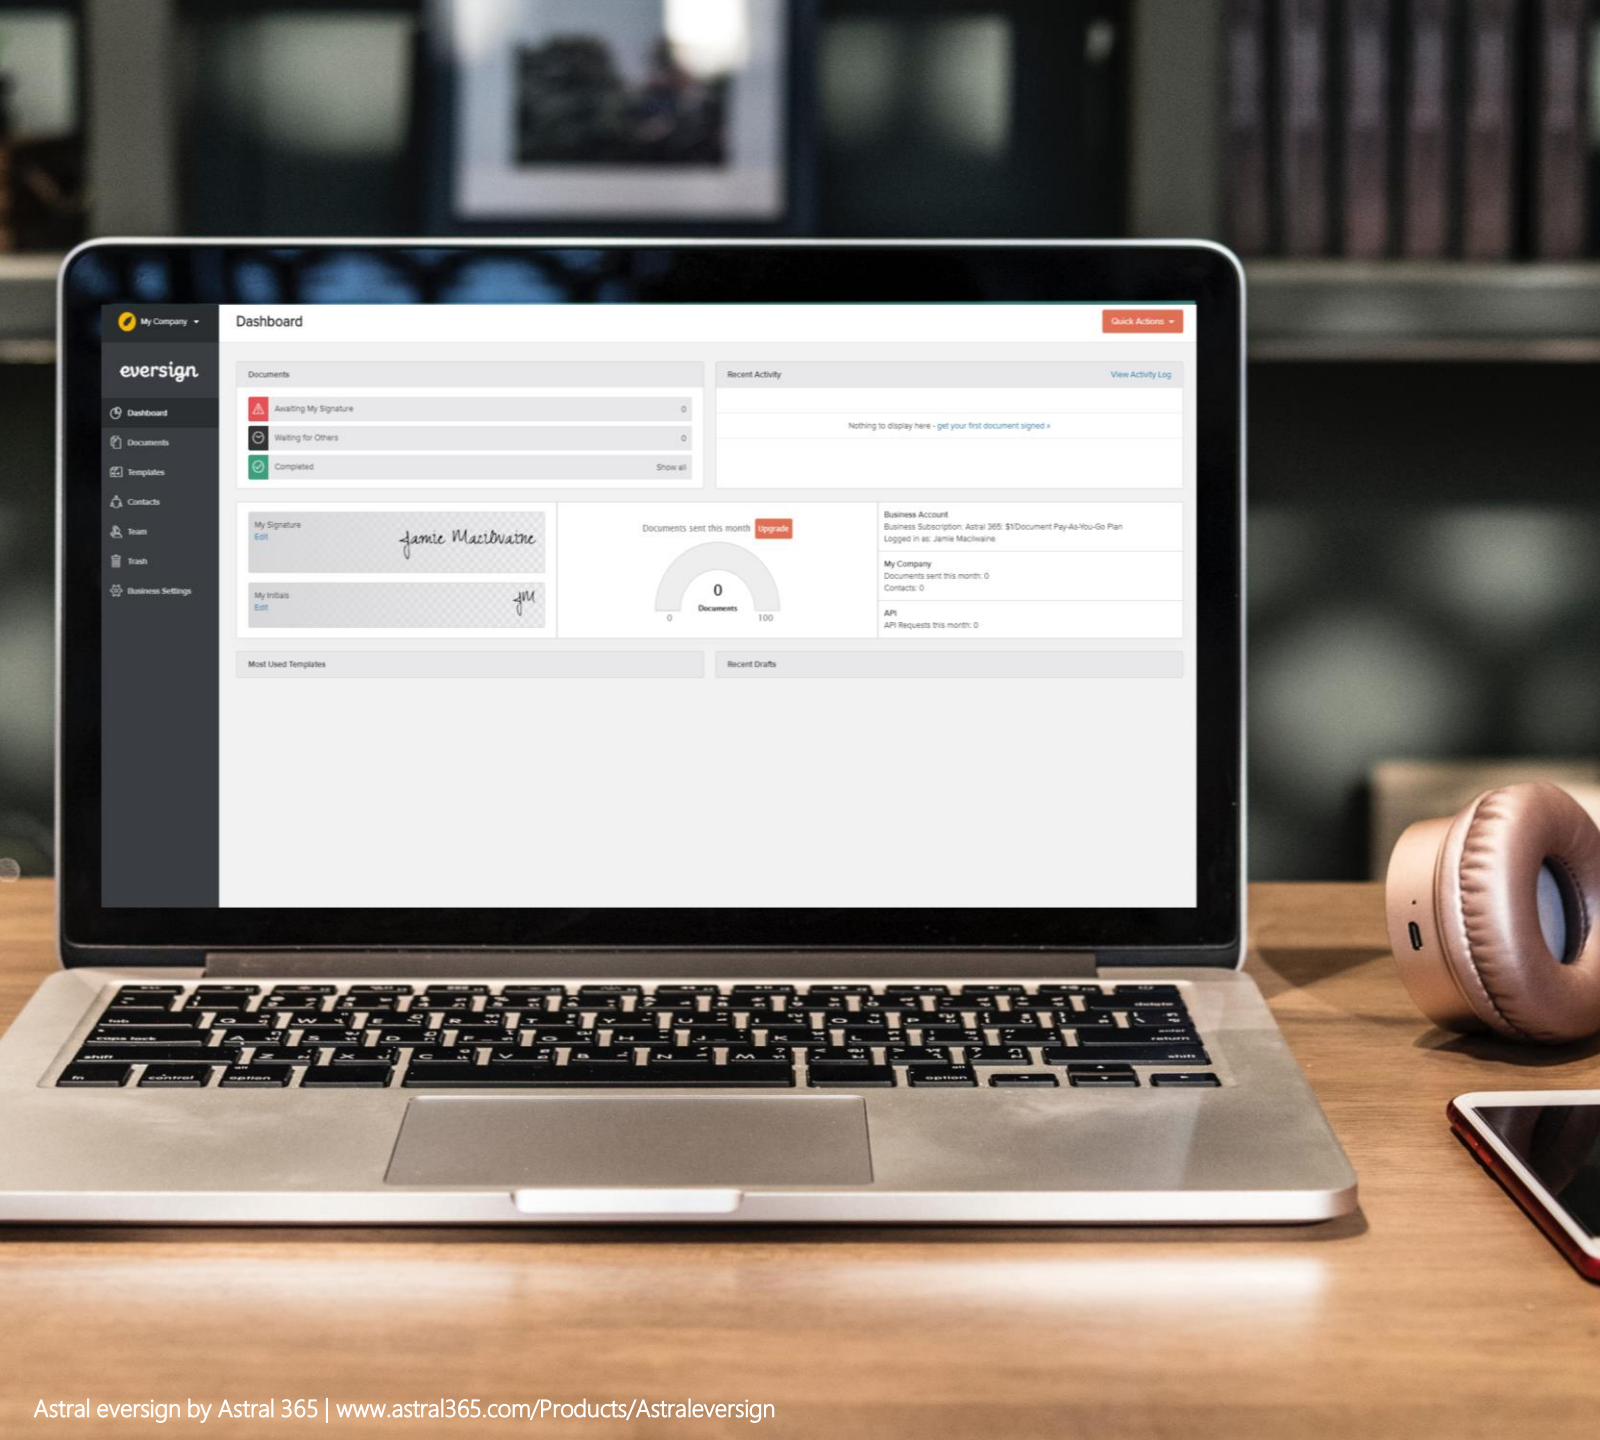 My Company
Dashboard
Quick Actions
eversign
Dashboard
Documents
Templates
Contacts
Team
Trash
Business Settings
Documents
Awaiting My Signature 0
Waiting for Others 0
Completed Show all
Recent Activity View Activity Log
Nothing to display here - get your first document signed »
My Signature
Edit
Jamie MacIlwaine
My Initials
Edit
JM
Documents sent this month Upgrade
0
Documents
0 100
Business Account
Business Subscription: Astral 365: $1/Document Pay-As-You-Go Plan
Logged in as: Jamie MacIlwaine
My Company
Documents sent this month: 0
Contacts: 0
API
API Requests this month: 0
Most Used Templates
Recent Drafts
delete
tab Q W E R T Y U I O P
caps lock A S D F G H J K L enter
return
shift Z X C V B N M shift
fn control alt
option alt
option
Astral eversign by Astral 365 | www.astral365.com/Products/Astraleversign